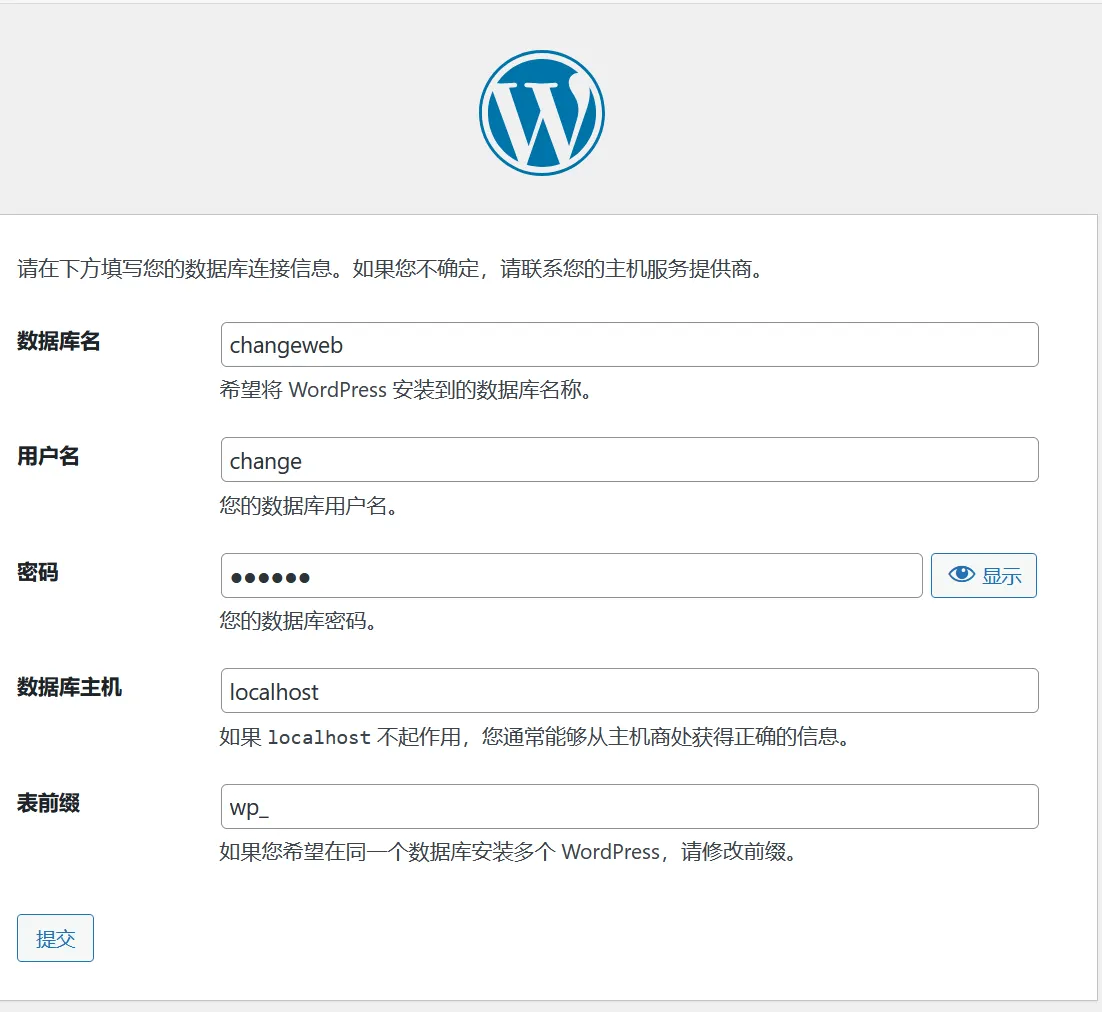 请在下方填写您的数据库连接信息。如果您不确定，请联系您的主机服务提供商。
数据库名
changeweb
希望将 WordPress 安装到的数据库名称。
用户名
change
您的数据库用户名。
密码
●●●●●●
显示
您的数据库密码。
数据库主机
localhost
如果 localhost 不起作用，您通常能够从主机商处获得正确的信息。
表前缀
wp_
如果您希望在同一个数据库安装多个 WordPress，请修改前缀。
提交